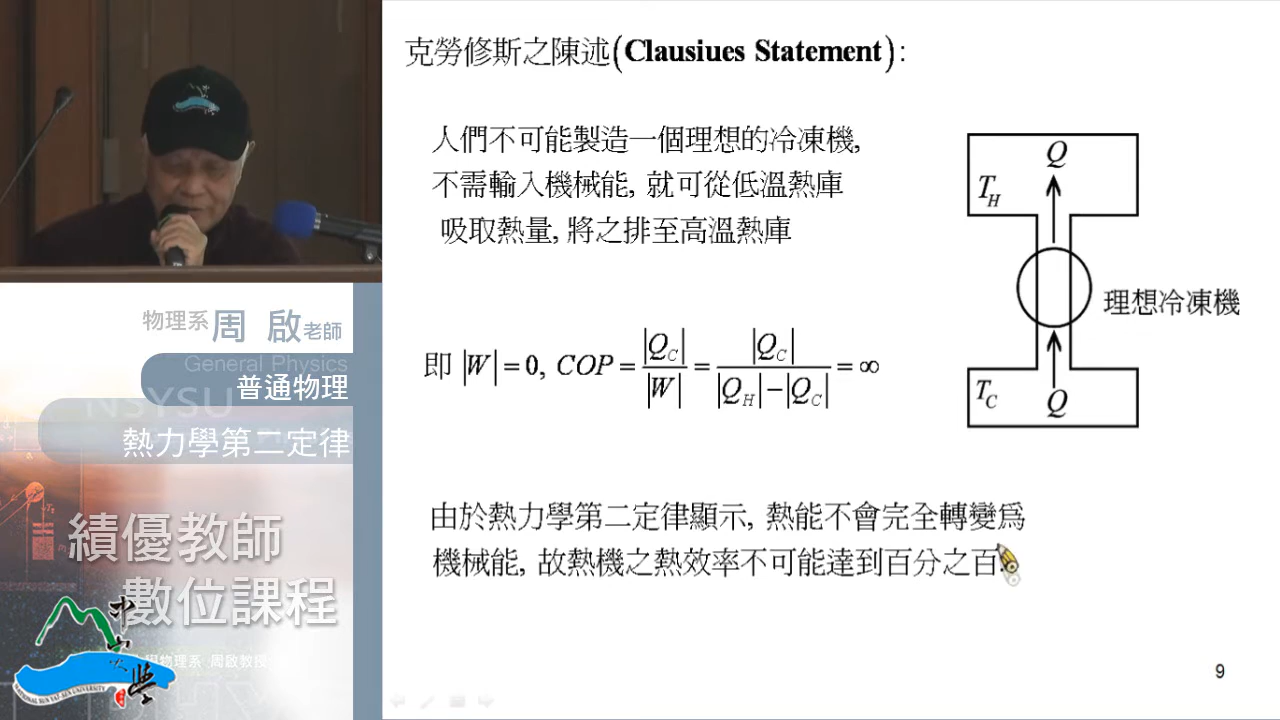 克勞修斯之陳述(Clausiues Statement):
人們不可能製造一個理想的冷凍機,
不需輸入機械能, 就可從低溫熱庫
吸取熱量, 將之排至高溫熱庫
Q
T_H
理想冷凍機
T_C
Q
即 |W| = 0, COP = |Q_C| / |W| = |Q_C| / (|Q_H| − |Q_C|) = ∞
由於熱力學第二定律顯示, 熱能不會完全轉變為
機械能, 故熱機之熱效率不可能達到百分之百.
9
物理系 周 啟 老師
General Physics
普通物理
NSYSU
熱力學第二定律
績優教師
數位課程
物理系 周啟教授
中山大學
NATIONAL SUN YAT-SEN UNIVERSITY